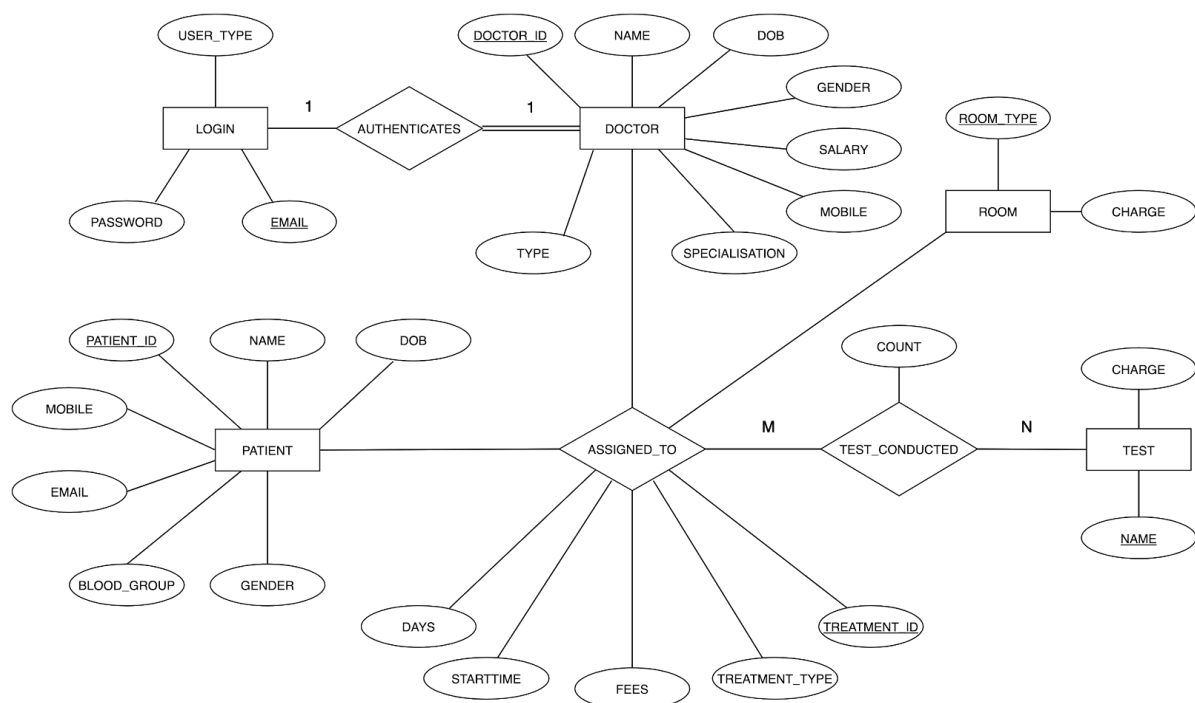 USER_TYPE
DOCTOR_ID
NAME
DOB
GENDER
ROOM_TYPE
1
1
LOGIN
AUTHENTICATES
DOCTOR
SALARY
PASSWORD
EMAIL
MOBILE
ROOM
CHARGE
TYPE
SPECIALISATION
PATIENT_ID
NAME
DOB
COUNT
CHARGE
MOBILE
M
N
PATIENT
ASSIGNED_TO
TEST_CONDUCTED
TEST
EMAIL
NAME
BLOOD_GROUP
GENDER
DAYS
TREATMENT_ID
STARTTIME
FEES
TREATMENT_TYPE